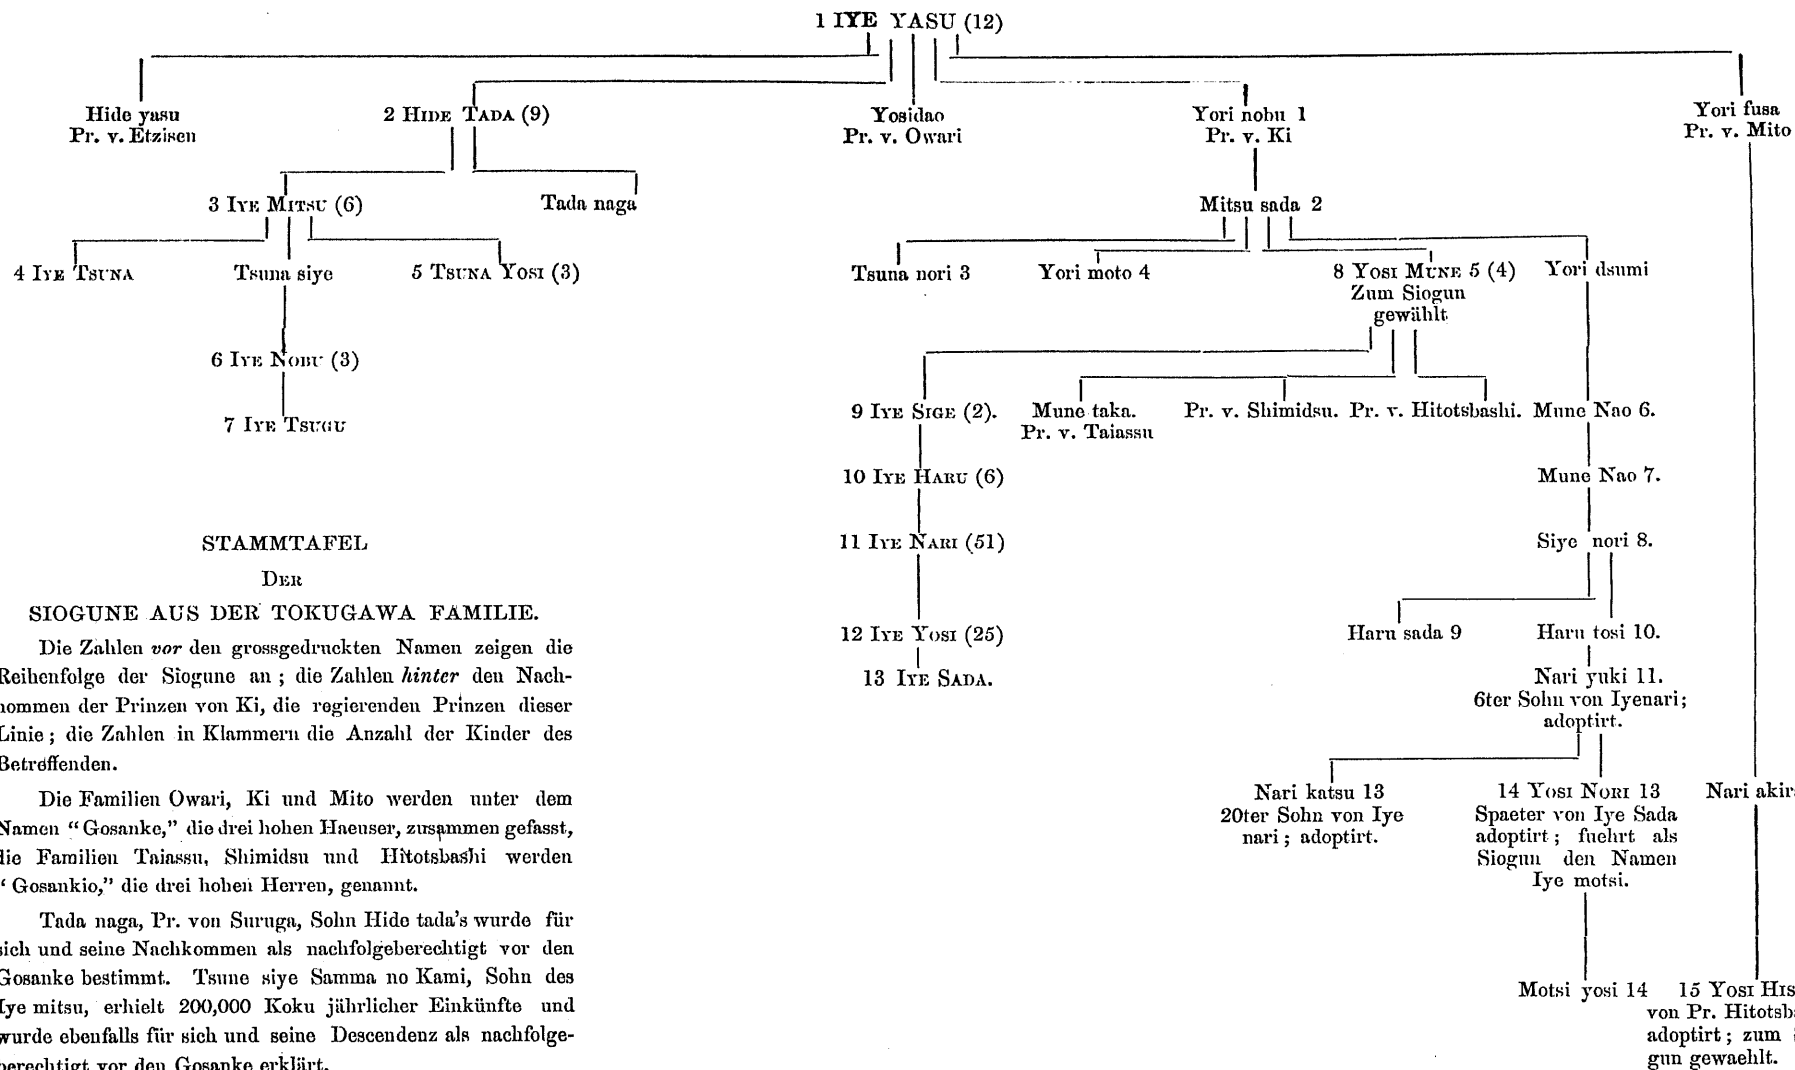 1 IYE YASU (12)
Hide yasu
Pr. v. Etzisen
2 HIDE TADA (9)
Yosidao
Pr. v. Owari
Yori nobu 1
Pr. v. Ki
Yori fusa
Pr. v. Mito
3 IYE MITSU (6)
Tada naga
Mitsu sada 2
4 IYE TSUNA
Tsuna siye
5 TSUNA YOSI (3)
Tsuna nori 3
Yori moto 4
8 YOSI MUNE 5 (4)
Zum Siogun
gewählt
Yori dsumi
6 IYE NOBU (3)
7 IYE TSUGU
9 IYE SIGE (2).
Mune taka.
Pr. v. Taiassu
Pr. v. Shimidsu.
Pr. v. Hitotsbashi.
Mune Nao 6.
10 IYE HARU (6)
Mune Nao 7.
11 IYE NARI (51)
Siye nori 8.
12 IYE YOSI (25)
Haru sada 9
Haru tosi 10.
13 IYE SADA.
Nari yuki 11.
6ter Sohn von Iyenari;
adoptirt.
Nari katsu 13
20ter Sohn von Iye
nari; adoptirt.
14 YOSI NORI 13
Spaeter von Iye Sada
adoptirt; fuehrt als
Siogun den Namen
Iye motsi.
Nari akir
Motsi yosi 14
15 YOSI HIS
von Pr. Hitotsb
adoptirt; zum
gun gewaehlt.
STAMMTAFEL
DER
SIOGUNE AUS DER TOKUGAWA FAMILIE.
Die Zahlen vor den grossgedruckten Namen zeigen die
Reihenfolge der Siogune an; die Zahlen hinter den Nach-
kommen der Prinzen von Ki, die regierenden Prinzen dieser
Linie; die Zahlen in Klammern die Anzahl der Kinder des
Betreffenden.
Die Familien Owari, Ki und Mito werden unter dem
Namen "Gosanke," die drei hohen Haeuser, zusammen gefasst,
die Familien Taiassu, Shimidsu und Hitotsbashi werden
"Gosankio," die drei hohen Herren, genannt.
Tada naga, Pr. von Suruga, Sohn Hide tada's wurde für
sich und seine Nachkommen als nachfolgeberechtigt vor den
Gosanke bestimmt. Tsune siye Samma no Kami, Sohn des
Iye mitsu, erhielt 200,000 Koku jährlicher Einkünfte und
wurde ebenfalls für sich und seine Descendenz als nachfolge-
berechtigt vor den Gosanke erklärt.